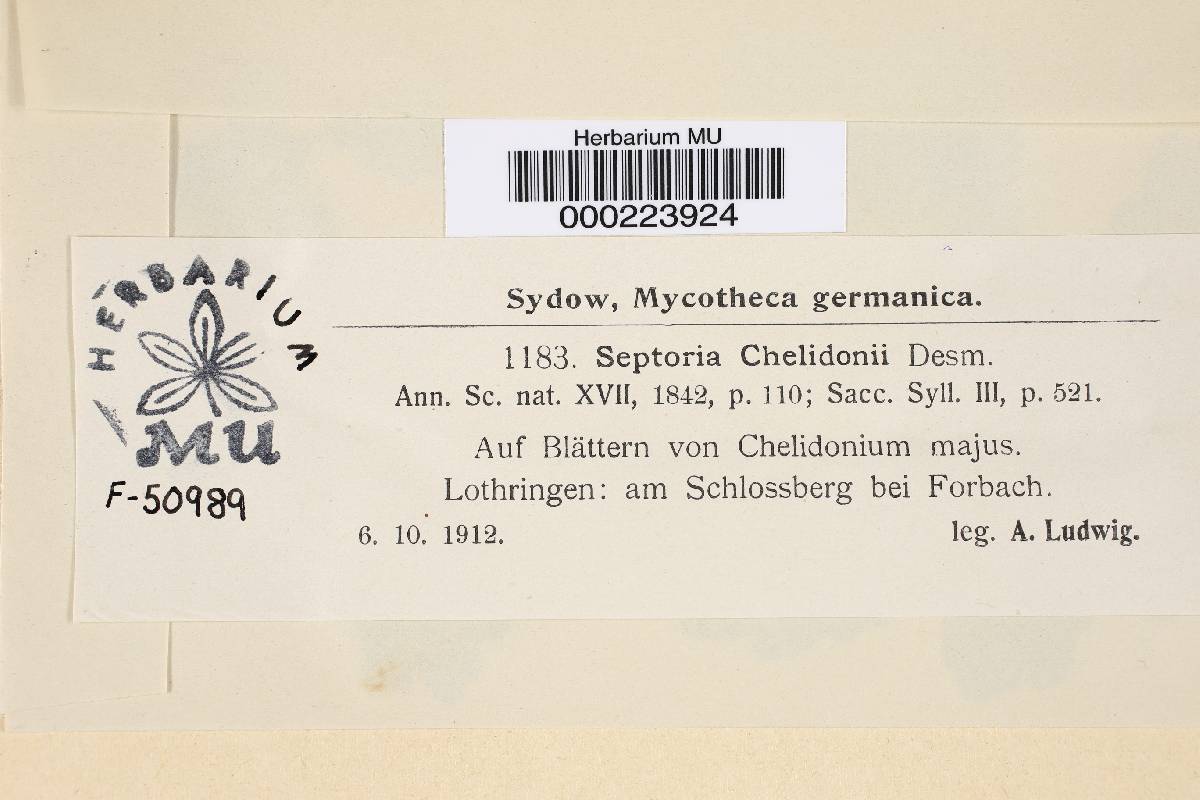 Herbarium MU
000223924
HERBARIUM
MU
F-50989
Sydow, Mycotheca germanica.
1183. Septoria Chelidonii Desm.
Ann. Sc. nat. XVII, 1842, p. 110; Sacc. Syll. III, p. 521.
Auf Blättern von Chelidonium majus.
Lothringen: am Schlossberg bei Forbach.
6. 10. 1912. leg. A. Ludwig.